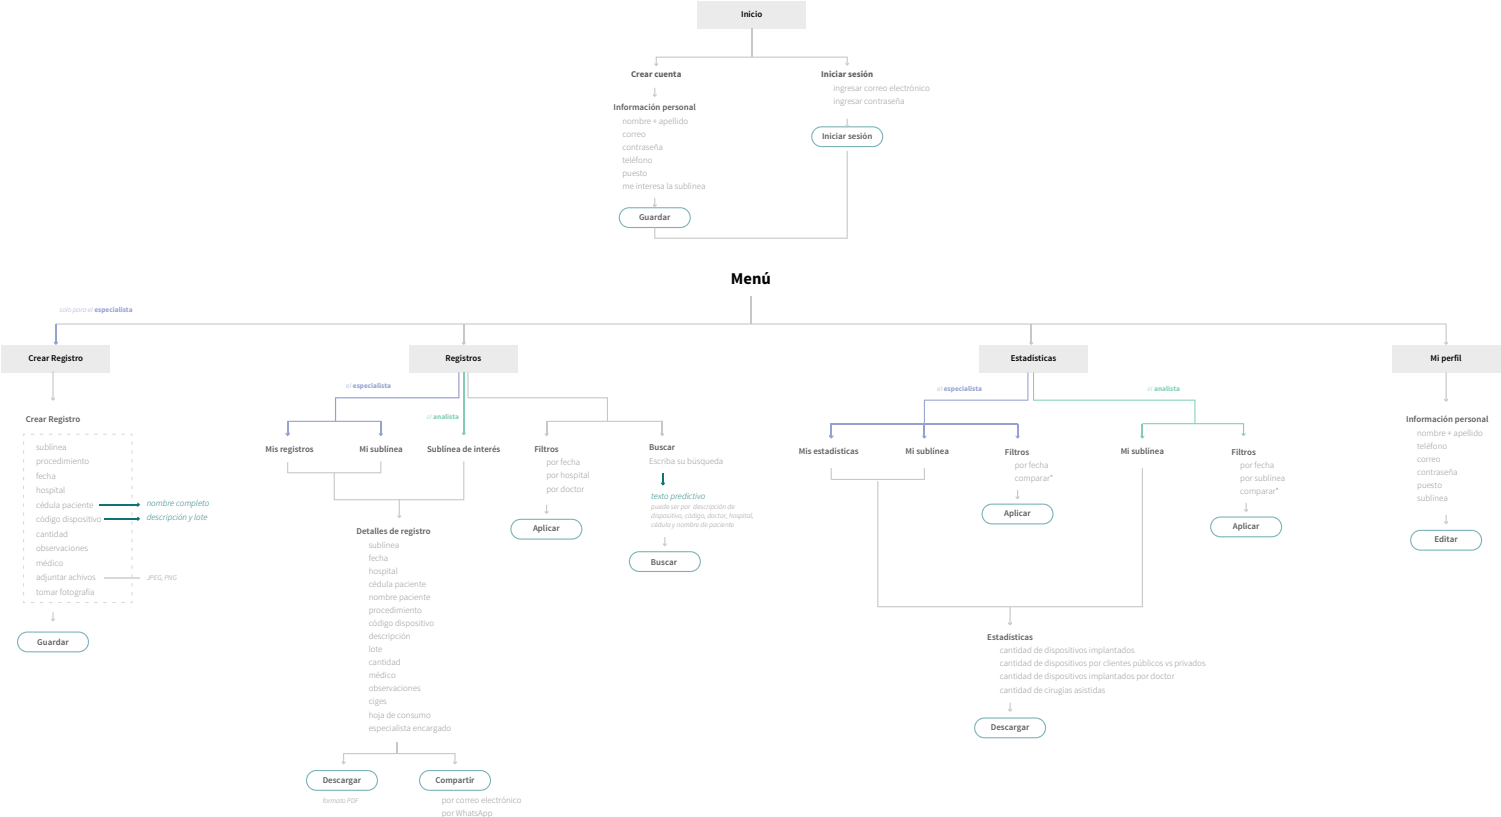 Inicio
Crear cuenta
Información personal
nombre + apellido
correo
contraseña
teléfono
puesto
me interesa la sublínea
Guardar
Iniciar sesión
ingresar correo electrónico
ingresar contraseña
Iniciar sesión
Menú
solo para el especialista
Crear Registro
Crear Registro
sublínea
procedimiento
fecha
hospital
cédula paciente
nombre completo
código dispositivo
descripción y lote
cantidad
observaciones
médico
adjuntar achivos
JPEG, PNG
tomar fotografía
Guardar
Registros
el especialista
el analista
Mis registros
Mi sublínea
Sublínea de interés
Detalles de registro
sublínea
fecha
hospital
cédula paciente
nombre paciente
procedimiento
código dispositivo
descripción
lote
cantidad
médico
observaciones
ciges
hoja de consumo
especialista encargado
Descargar
formato PDF
Compartir
por correo electrónico
por WhatsApp
Filtros
por fecha
por hospital
por doctor
Aplicar
Buscar
Escriba su búsqueda
texto predictivo
puede ser por descripción de
dispositivo, código, doctor, hospital,
cédula y nombre de paciente
Buscar
Estadísticas
el especialista
el analista
Mis estadísticas
Mi sublínea
Filtros
por fecha
comparar*
Aplicar
Mi sublínea
Filtros
por fecha
por sublínea
comparar*
Aplicar
Estadísticas
cantidad de dispositivos implantados
cantidad de dispositivos por clientes públicos vs privados
cantidad de dispositivos implantados por doctor
cantidad de cirugías asistidas
Descargar
Mi perfil
Información personal
nombre + apellido
teléfono
correo
contraseña
puesto
sublínea
Editar